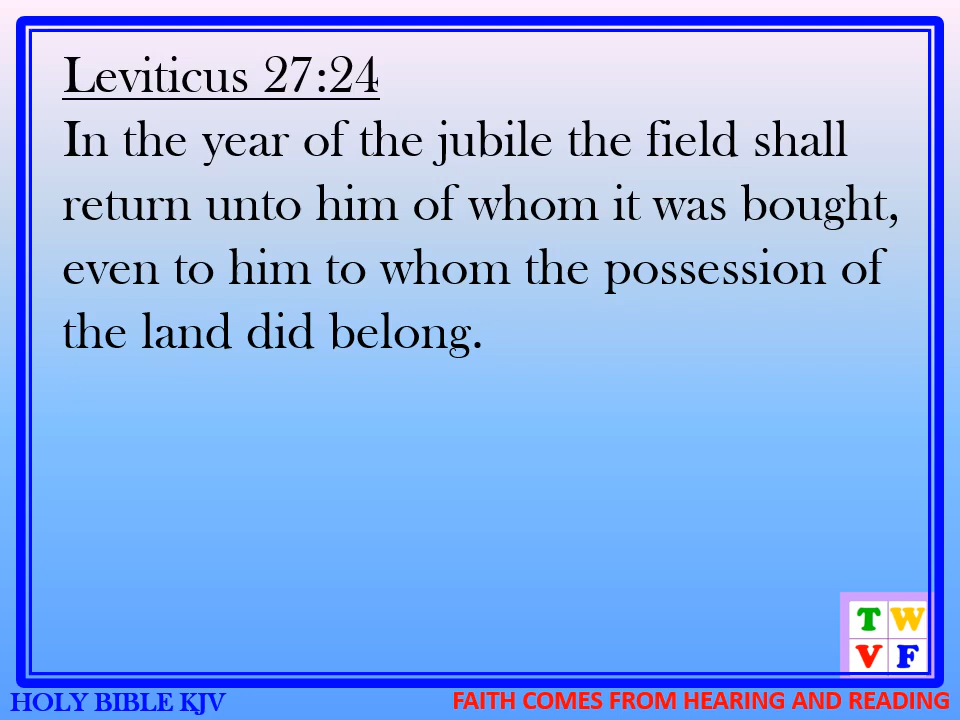 Leviticus 27:24
In the year of the jubile the field shall
return unto him of whom it was bought,
even to him to whom the possession of
the land did belong.
T W
V F
HOLY BIBLE KJV
FAITH COMES FROM HEARING AND READING